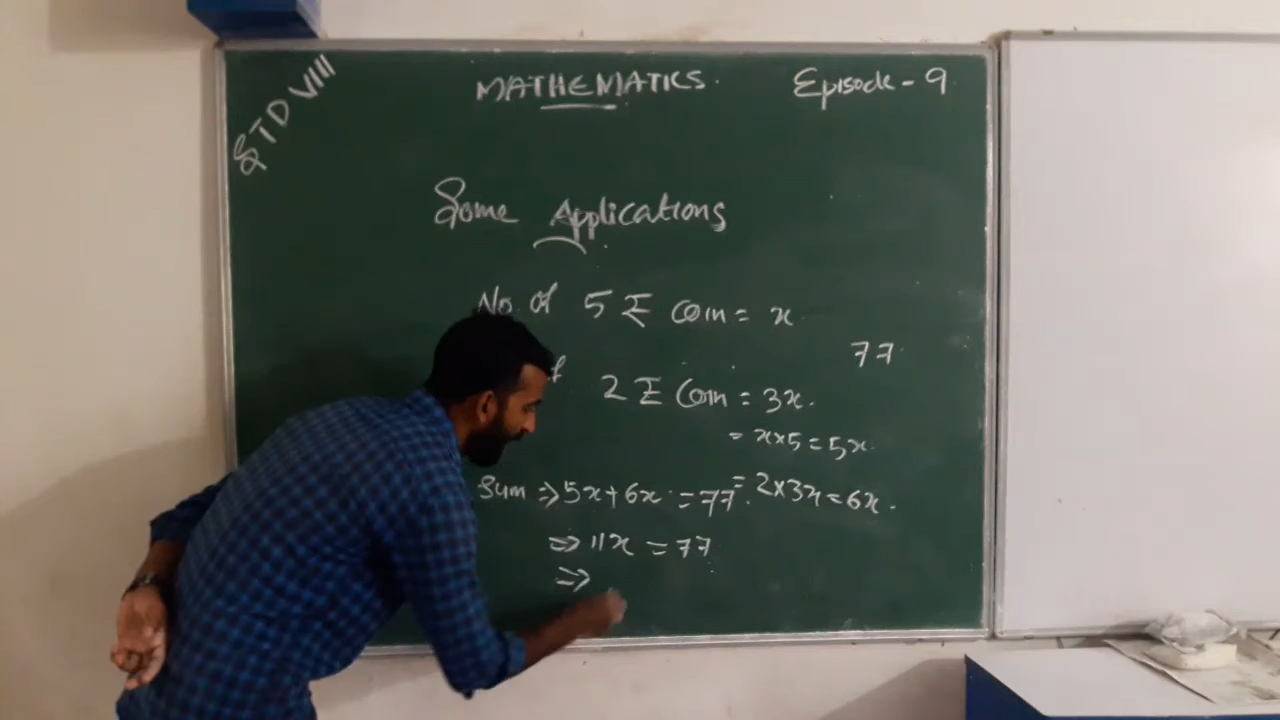 STD VIII
MATHEMATICS.
Episode - 9
Some Applications
No. of 5 ₹ coin = x
77
2 ₹ Coin = 3x.
= x×5 = 5x
Sum ⇒ 5x+6x = 77.
= 2×3x = 6x.
⇒ 11x = 77
⇒